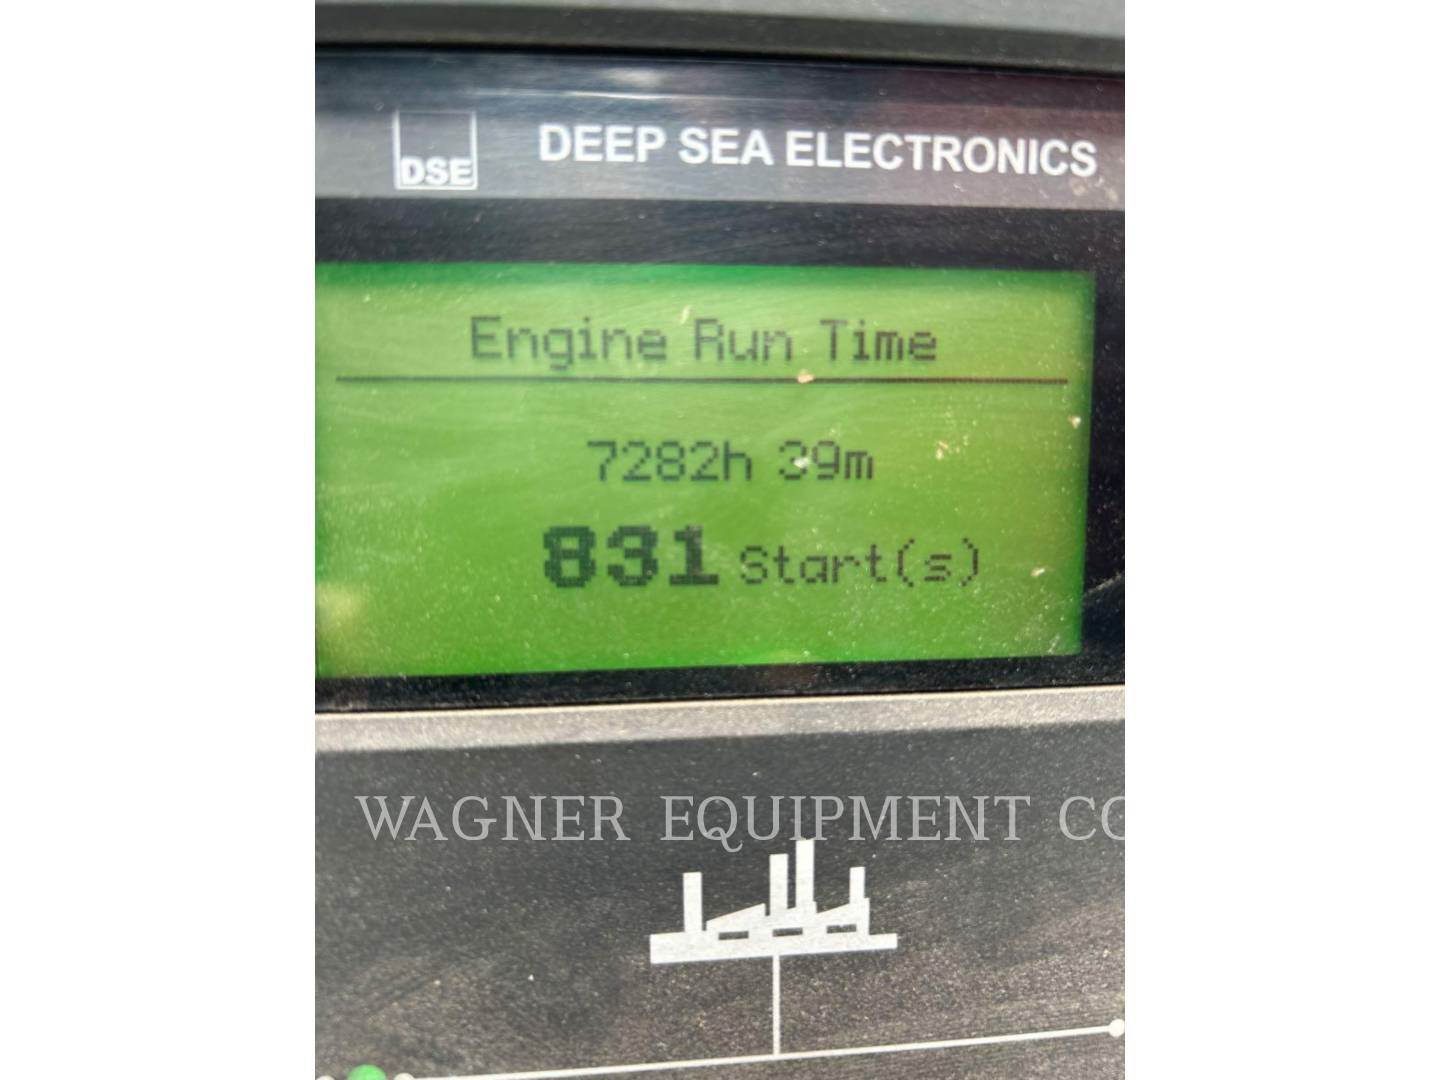 DSE
DEEP SEA ELECTRONICS
Engine Run Time
7282h 39m
831 Start(s)
WAGNER EQUIPMENT CO